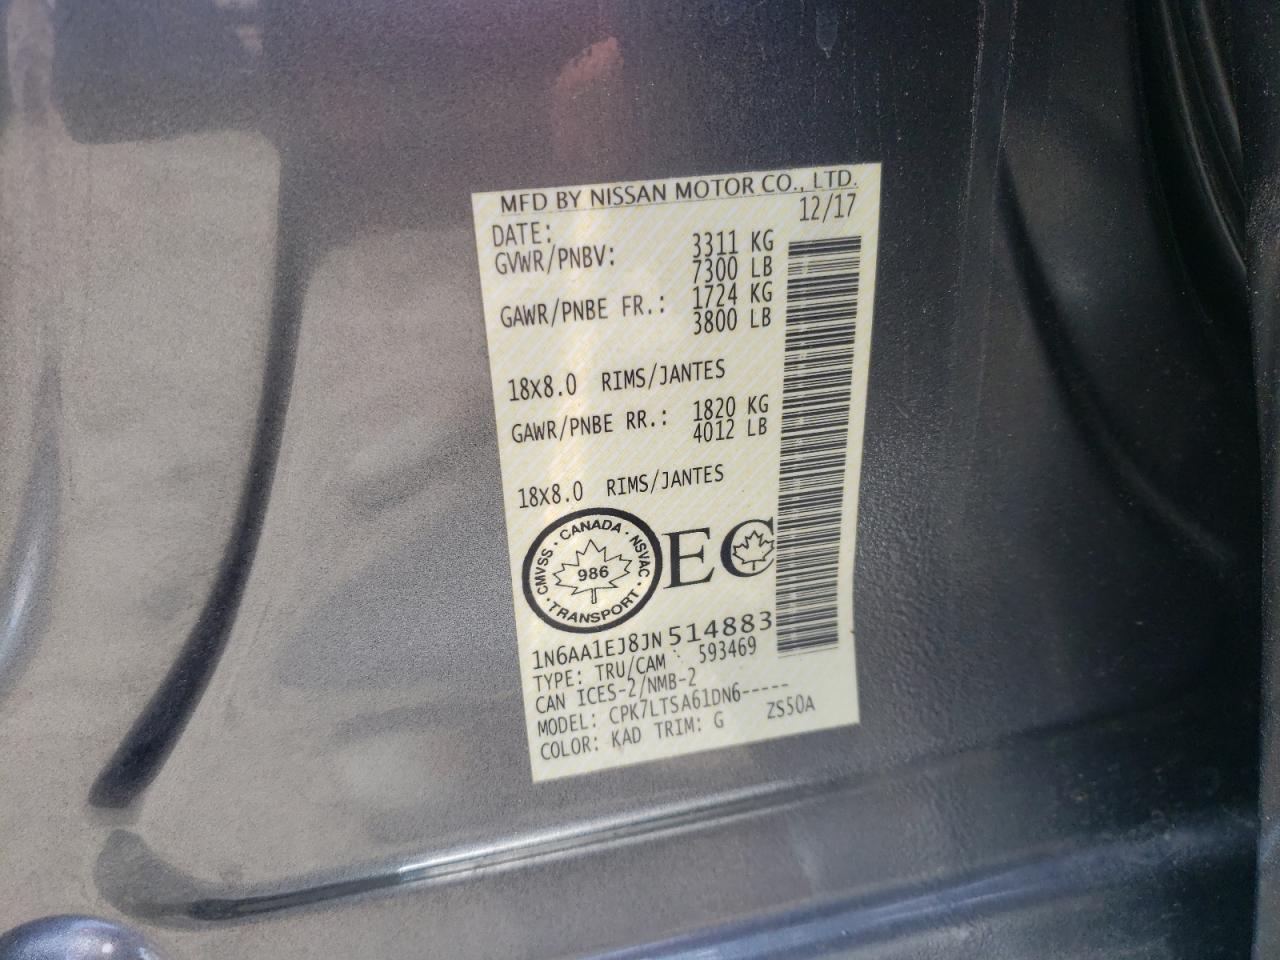 MFD BY NISSAN MOTOR CO., LTD.
DATE: 12/17
GVWR/PNBV: 3311 KG
7300 LB
GAWR/PNBE FR.: 1724 KG
3800 LB
18X8.0 RIMS/JANTES
GAWR/PNBE RR.: 1820 KG
4012 LB
18X8.0 RIMS/JANTES
CMVSS · CANADA · NSVAC
986
· TRANSPORT ·
EC
1N6AA1EJ8JN514883
TYPE: TRU/CAM 593469
CAN ICES-2/NMB-2
MODEL: CPK7LTSA61DN6-----
COLOR: KAD TRIM: G ZS50A